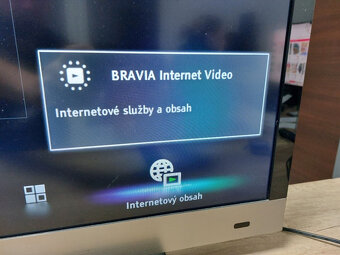 BRAVIA Internet Video
Internetové služby a obsah
Internetový obsah